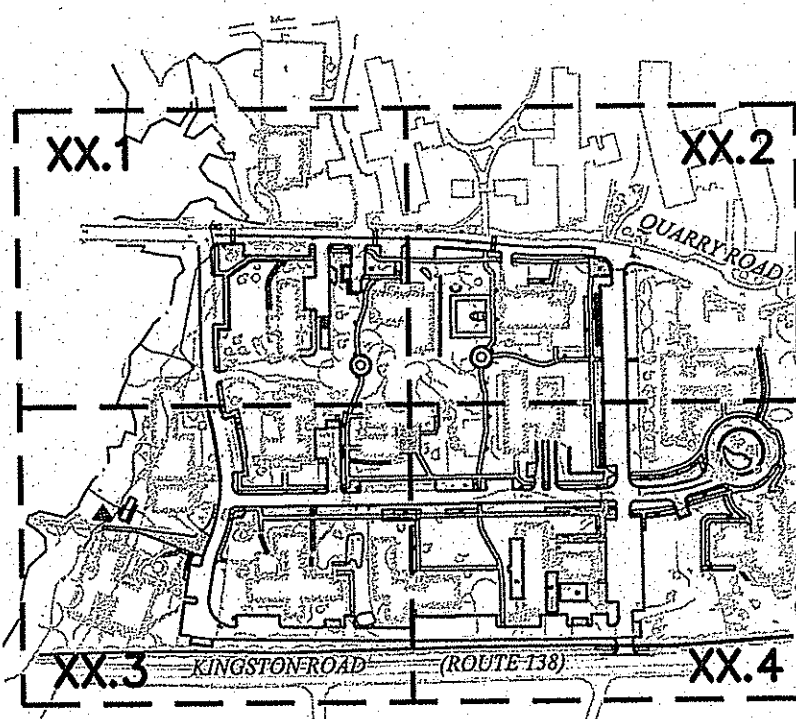 XX.1
XX.2
QUARRY ROAD
XX.3
KINGSTON ROAD
(ROUTE 138)
XX.4